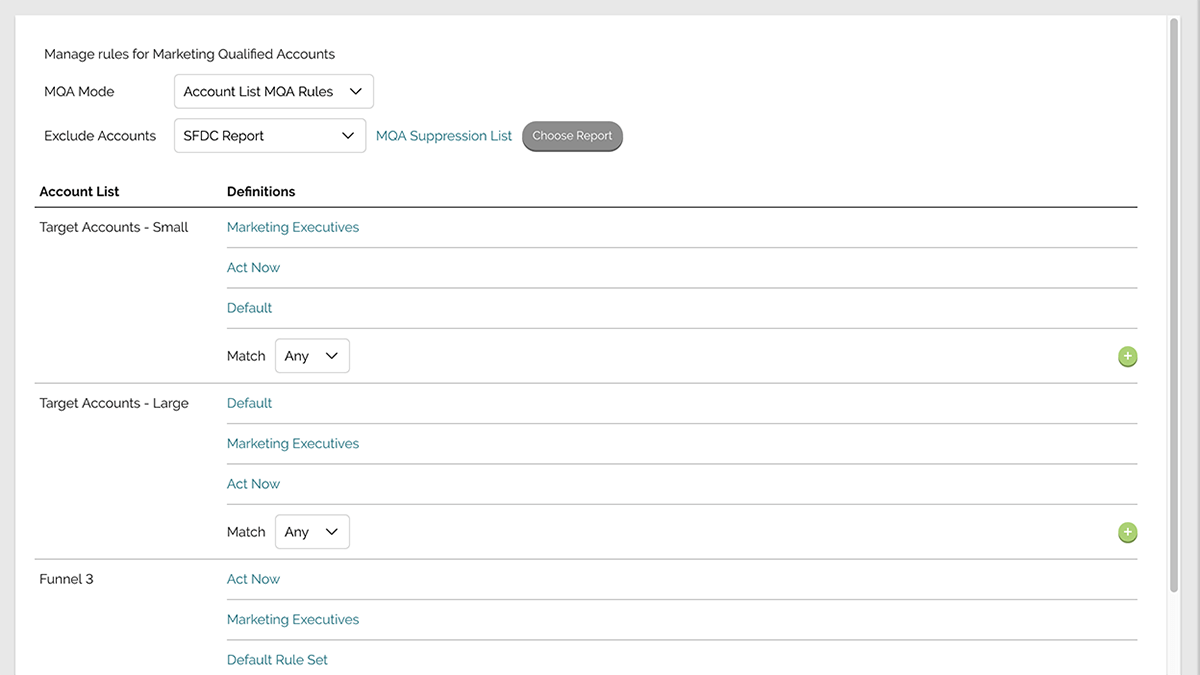 Manage rules for Marketing Qualified Accounts
MQA Mode Account List MQA Rules
Exclude Accounts SFDC Report MQA Suppression List Choose Report
Account List Definitions
Target Accounts - Small Marketing Executives
Act Now
Default
Match Any
Target Accounts - Large Default
Marketing Executives
Act Now
Match Any
Funnel 3 Act Now
Marketing Executives
Default Rule Set